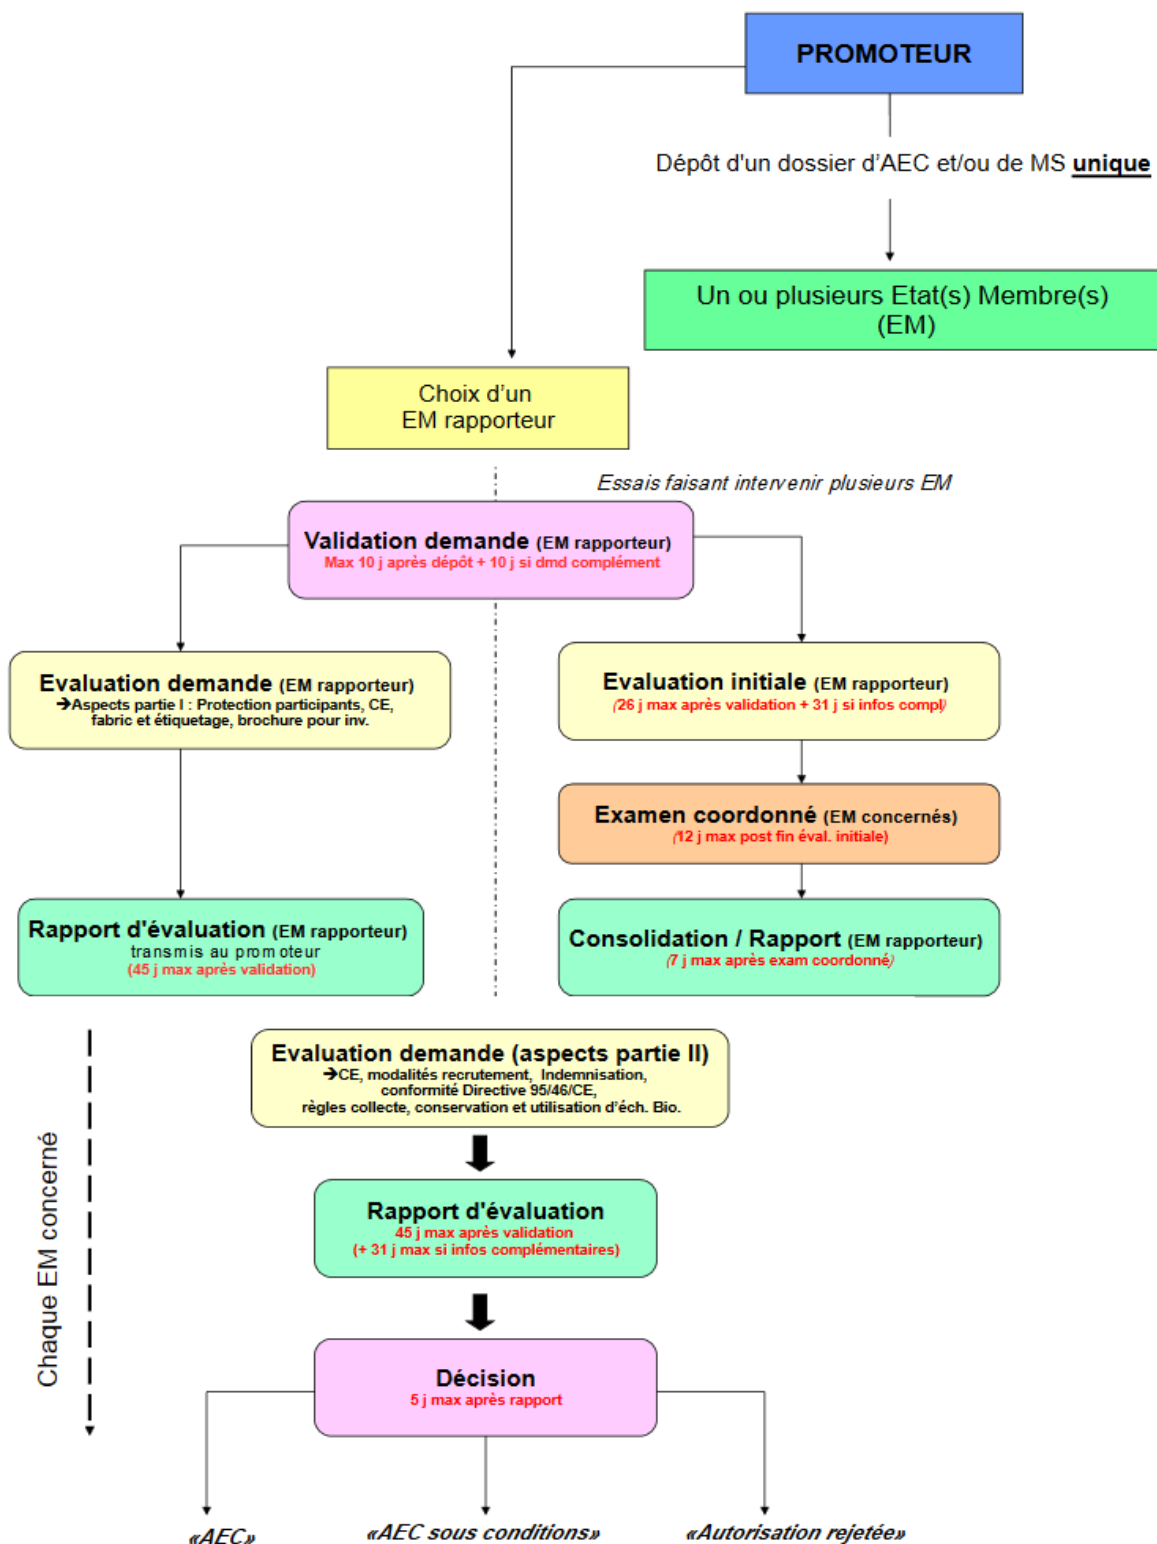 PROMOTEUR
Dépôt d'un dossier d'AEC et/ou de MS unique
Un ou plusieurs Etat(s) Membre(s)
(EM)
Choix d'un
EM rapporteur
Essais faisant intervenir plusieurs EM
Validation demande (EM rapporteur)
Max 10 j après dépôt + 10 j si dmd complément
Evaluation demande (EM rapporteur)
➔Aspects partie I : Protection participants, CE,
fabric et étiquetage, brochure pour inv.
Evaluation initiale (EM rapporteur)
(26 j max après validation + 31 j si infos compl)
Examen coordonné (EM concernés)
(12 j max post fin éval. initiale)
Rapport d'évaluation (EM rapporteur)
transmis au promoteur
(45 j max après validation)
Consolidation / Rapport (EM rapporteur)
(7 j max après exam coordonné)
Chaque EM concerné
Evaluation demande (aspects partie II)
➔CE, modalités recrutement, Indemnisation,
conformité Directive 95/46/CE,
règles collecte, conservation et utilisation d'éch. Bio.
Rapport d'évaluation
45 j max après validation
(+ 31 j max si infos complémentaires)
Décision
5 j max après rapport
«AEC»
«AEC sous conditions»
«Autorisation rejetée»